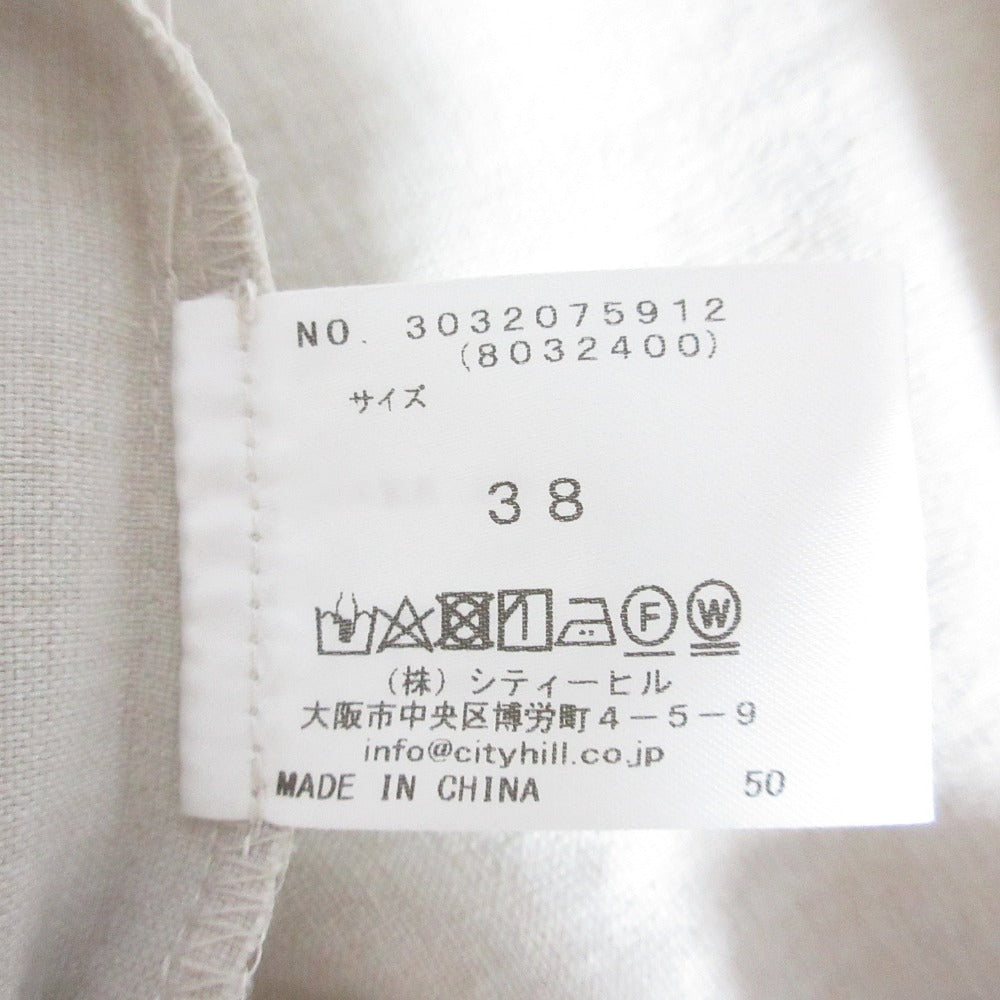 NO. 3032075912
(8032400)
サイズ
38
F W
(株)シティーヒル
大阪市中央区博労町4-5-9
info@cityhill.co.jp
MADE IN CHINA 50